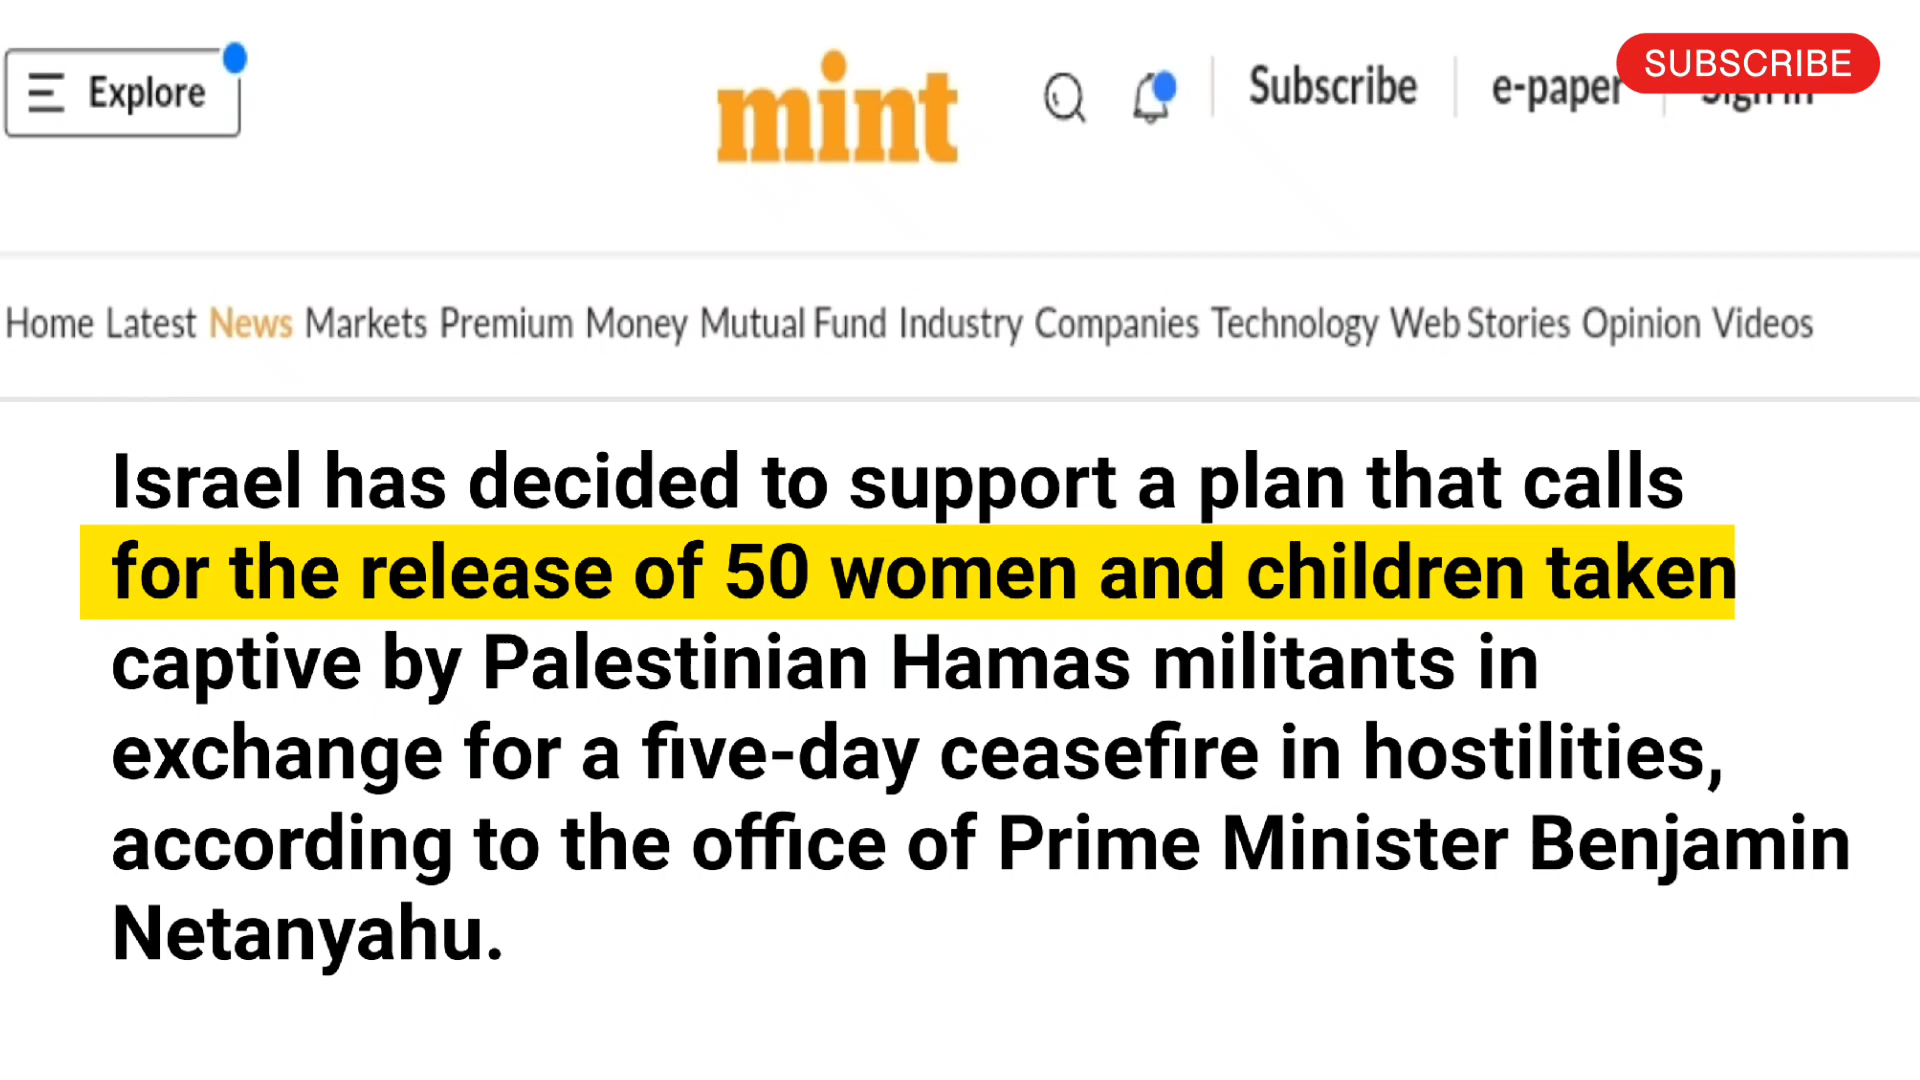 Explore
mint
Subscribe
e-paper
SUBSCRIBE
Home Latest News Markets Premium Money Mutual Fund Industry Companies Technology Web Stories Opinion Videos
Israel has decided to support a plan that calls
for the release of 50 women and children taken
captive by Palestinian Hamas militants in
exchange for a five-day ceasefire in hostilities,
according to the office of Prime Minister Benjamin
Netanyahu.